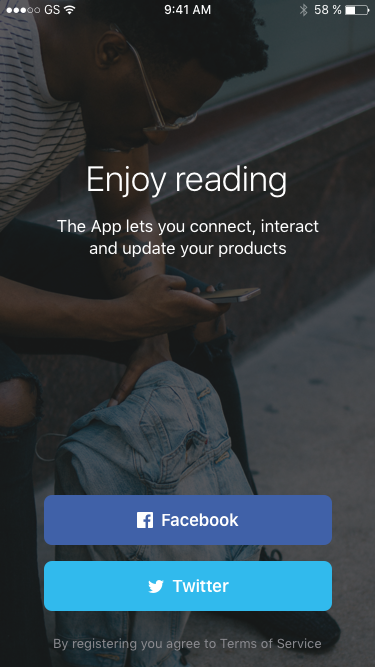 GS 9:41 AM 58 %
Enjoy reading
The App lets you connect, interact
and update your products
Facebook
Twitter
By registering you agree to Terms of Service